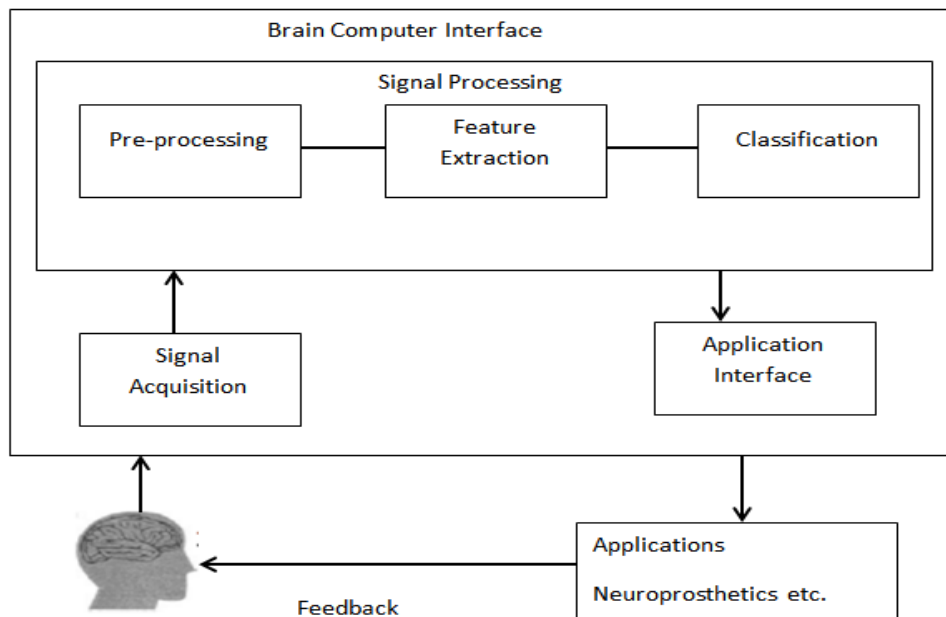 Brain Computer Interface
Signal Processing
Pre-processing
Feature
Extraction
Classification
Signal
Acquisition
Application
Interface
Applications
Neuroprosthetics etc.
Feedback